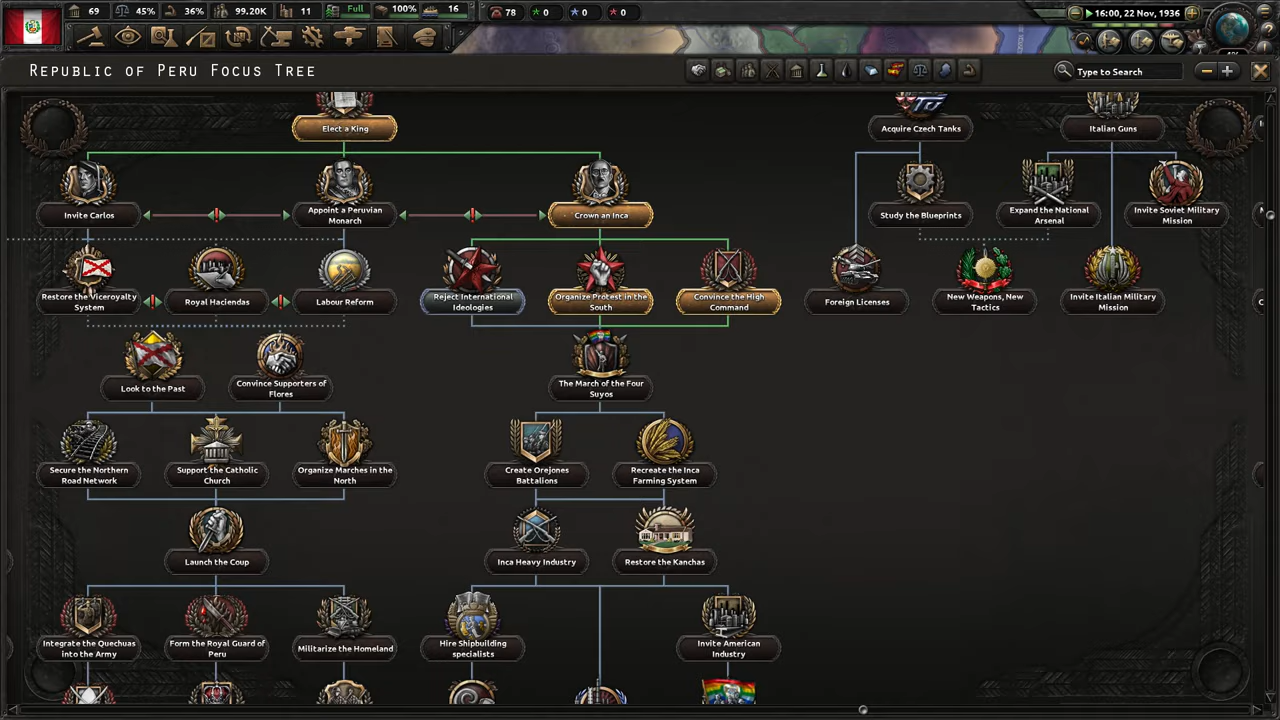 69
45%
36%
99.20K
11
Full
100%
16
78
0
0
0
16:00, 22 Nov, 1936
Republic of Peru Focus Tree
Type to Search
Elect a King
Acquire Czech Tanks
Italian Guns
Invite Carlos
Appoint a Peruvian
Monarch
Crown an Inca
Study the Blueprints
Expand the National
Arsenal
Invite Soviet Military
Mission
Restore the Viceroyalty
System
Royal Haciendas
Labour Reform
Reject International
Ideologies
Organize Protest in the
South
Convince the High
Command
Foreign Licenses
New Weapons, New
Tactics
Invite Italian Military
Mission
Look to the Past
Convince Supporters of
Flores
The March of the Four
Suyos
Secure the Northern
Road Network
Support the Catholic
Church
Organize Marches in the
North
Create Orejones
Battalions
Recreate the Inca
Farming System
Launch the Coup
Inca Heavy Industry
Restore the Kanchas
Integrate the Quechuas
into the Army
Form the Royal Guard of
Peru
Militarize the Homeland
Hire Shipbuilding
specialists
Invite American
Industry